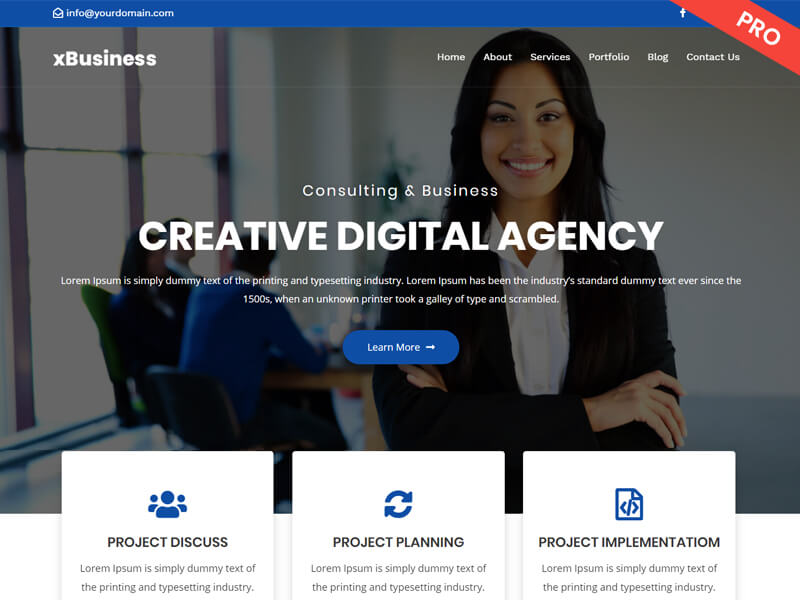 info@yourdomain.com
PRO
xBusiness
Home About Services Portfolio Blog Contact Us
Consulting & Business
CREATIVE DIGITAL AGENCY
Lorem Ipsum is simply dummy text of the printing and typesetting industry. Lorem Ipsum has been the industry's standard dummy text ever since the
1500s, when an unknown printer took a galley of type and scrambled.
Learn More
PROJECT DISCUSS
Lorem Ipsum is simply dummy text of
the printing and typesetting industry.
PROJECT PLANNING
Lorem Ipsum is simply dummy text of
the printing and typesetting industry.
PROJECT IMPLEMENTATIOM
Lorem Ipsum is simply dummy text of
the printing and typesetting industry.